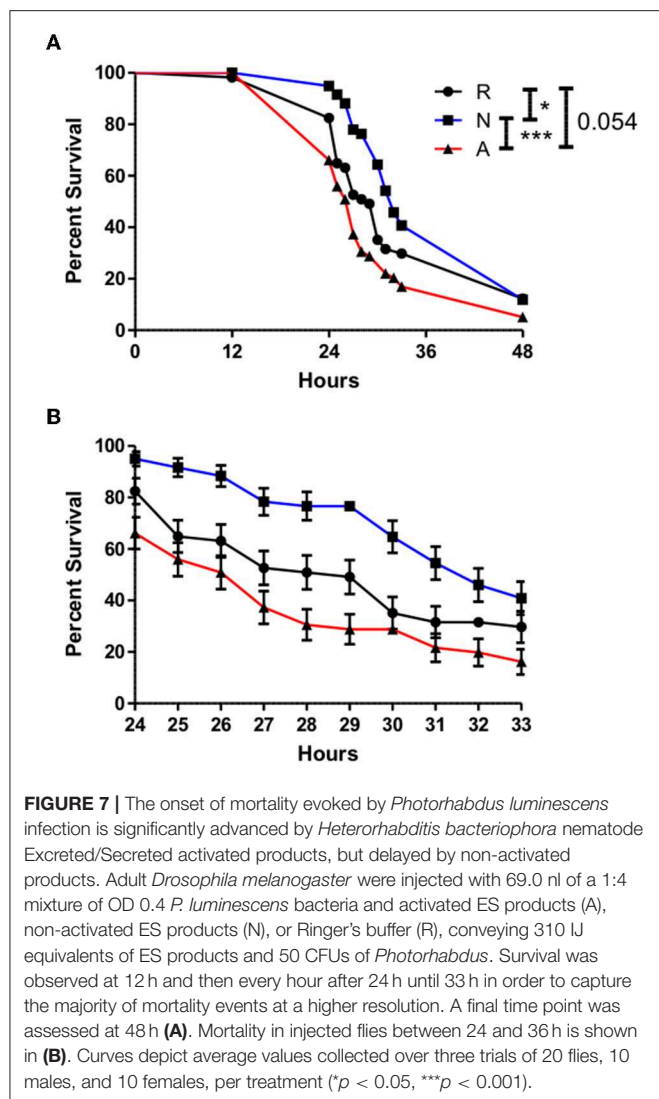 A
Percent Survival
100
80
60
40
20
0
0 12 24 36 48
Hours
R
N
A
*
***
0.054
B
Percent Survival
100
80
60
40
20
0
24 25 26 27 28 29 30 31 32 33
Hours
FIGURE 7 | The onset of mortality evoked by Photorhabdus luminescens
infection is significantly advanced by Heterorhabditis bacteriophora nematode
Excreted/Secreted activated products, but delayed by non-activated
products. Adult Drosophila melanogaster were injected with 69.0 nl of a 1:4
mixture of OD 0.4 P. luminescens bacteria and activated ES products (A),
non-activated ES products (N), or Ringer's buffer (R), conveying 310 IJ
equivalents of ES products and 50 CFUs of Photorhabdus. Survival was
observed at 12 h and then every hour after 24 h until 33 h in order to capture
the majority of mortality events at a higher resolution. A final time point was
assessed at 48 h (A). Mortality in injected flies between 24 and 36 h is shown
in (B). Curves depict average values collected over three trials of 20 flies, 10
males, and 10 females, per treatment (*p < 0.05, ***p < 0.001).